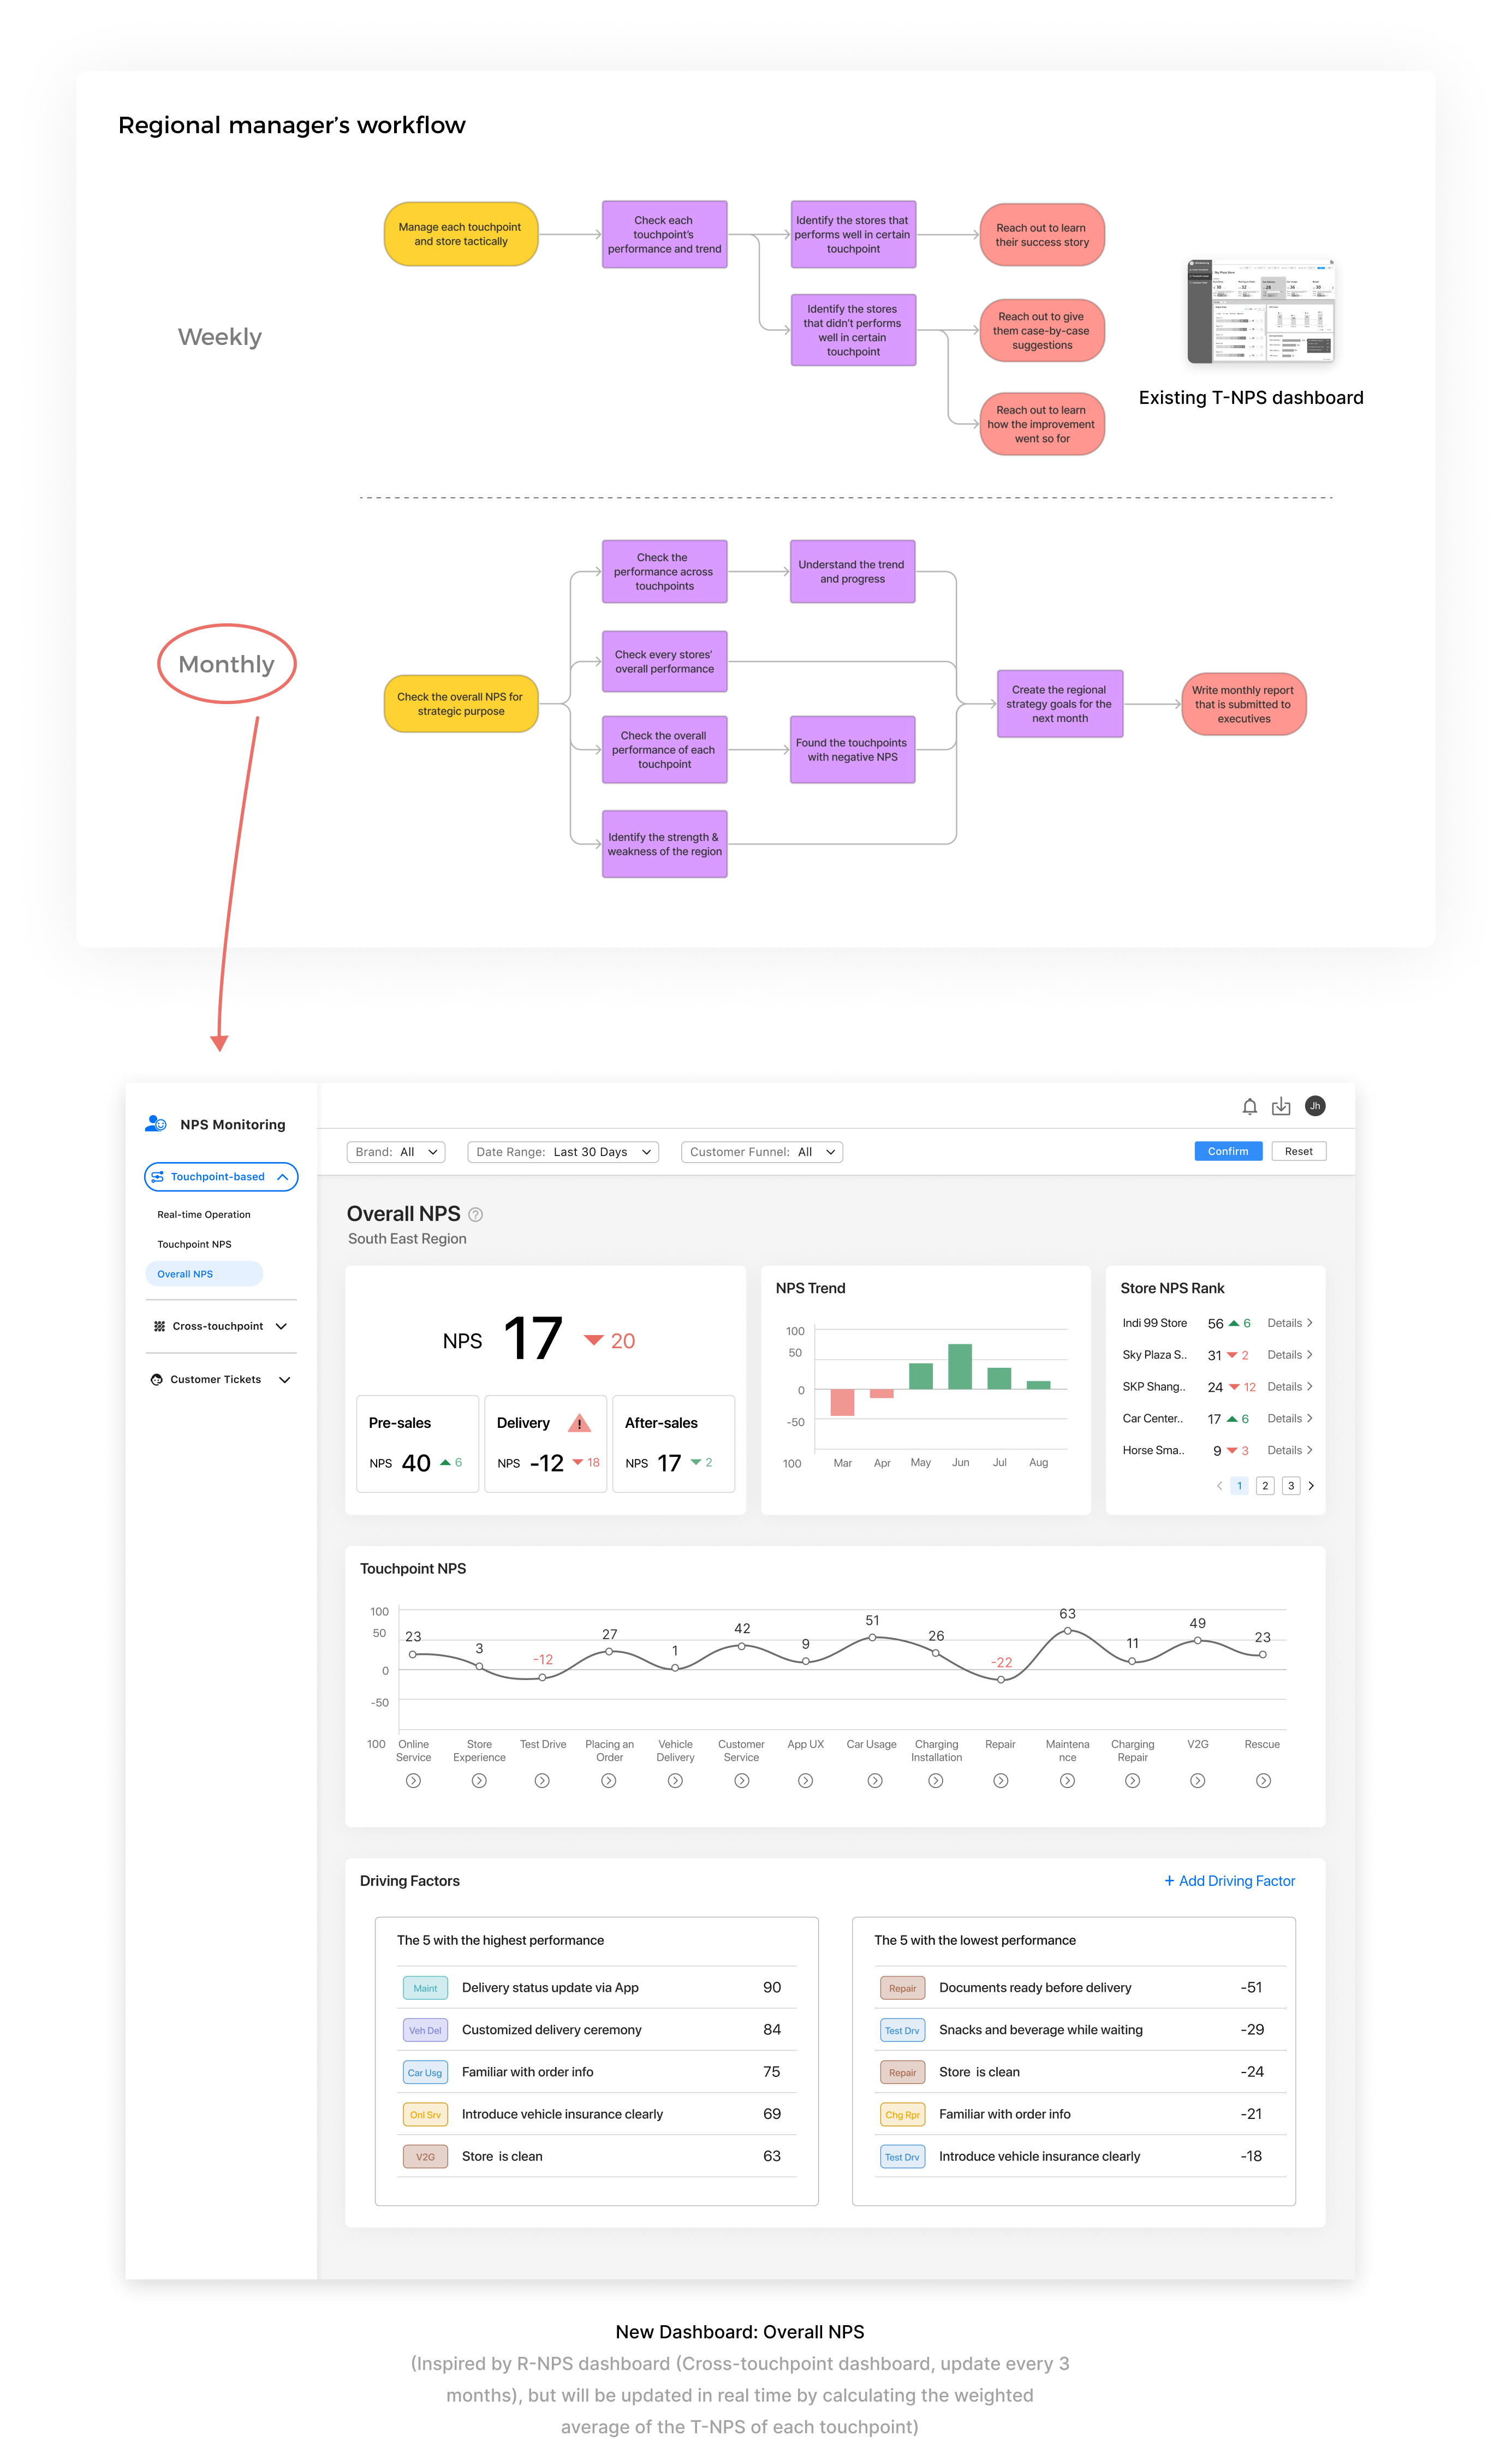 Regional manager's workflow
Weekly
Manage each touchpoint
and store tactically
Check each
touchpoint's
performance and trend
Identify the stores that
performs well in certain
touchpoint
Reach out to learn
their success story
Identify the stores
that didn't performs
well in certain
touchpoint
Reach out to give
them case-by-case
suggestions
Reach out to learn
how the improvement
went so for
Existing T-NPS dashboard
Monthly
Check the overall NPS for
strategic purpose
Check the
performance across
touchpoints
Understand the trend
and progress
Check every stores'
overall performance
Check the overall
performance of each
touchpoint
Found the touchpoints
with negative NPS
Identify the strength &
weakness of the region
Create the regional
strategy goals for the
next month
Write monthly report
that is submitted to
executives
NPS Monitoring
Touchpoint-based
Real-time Operation
Touchpoint NPS
Overall NPS
Cross-touchpoint
Customer Tickets
Jh
Brand: All
Date Range: Last 30 Days
Customer Funnel: All
Confirm
Reset
Overall NPS ?
South East Region
NPS 17 20
Pre-sales
NPS 40 6
Delivery !
NPS -12 18
After-sales
NPS 17 2
NPS Trend
100
50
0
-50
100
Mar Apr May Jun Jul Aug
Store NPS Rank
Indi 99 Store 56 6 Details
Sky Plaza S.. 31 2 Details
SKP Shang.. 24 12 Details
Car Center.. 17 6 Details
Horse Sma.. 9 3 Details
1 2 3
Touchpoint NPS
100
50
0
-50
100
23 3 -12 27 1 42 9 51 26 -22 63 11 49 23
Online
Service
Store
Experience
Test Drive
Placing an
Order
Vehicle
Delivery
Customer
Service
App UX
Car Usage
Charging
Installation
Repair
Maintena
nce
Charging
Repair
V2G
Rescue
Driving Factors
+ Add Driving Factor
The 5 with the highest performance
Maint Delivery status update via App 90
Veh Del Customized delivery ceremony 84
Car Usg Familiar with order info 75
Onl Srv Introduce vehicle insurance clearly 69
V2G Store is clean 63
The 5 with the lowest performance
Repair Documents ready before delivery -51
Test Drv Snacks and beverage while waiting -29
Repair Store is clean -24
Chg Rpr Familiar with order info -21
Test Drv Introduce vehicle insurance clearly -18
New Dashboard: Overall NPS
(Inspired by R-NPS dashboard (Cross-touchpoint dashboard, update every 3
months), but will be updated in real time by calculating the weighted
average of the T-NPS of each touchpoint)